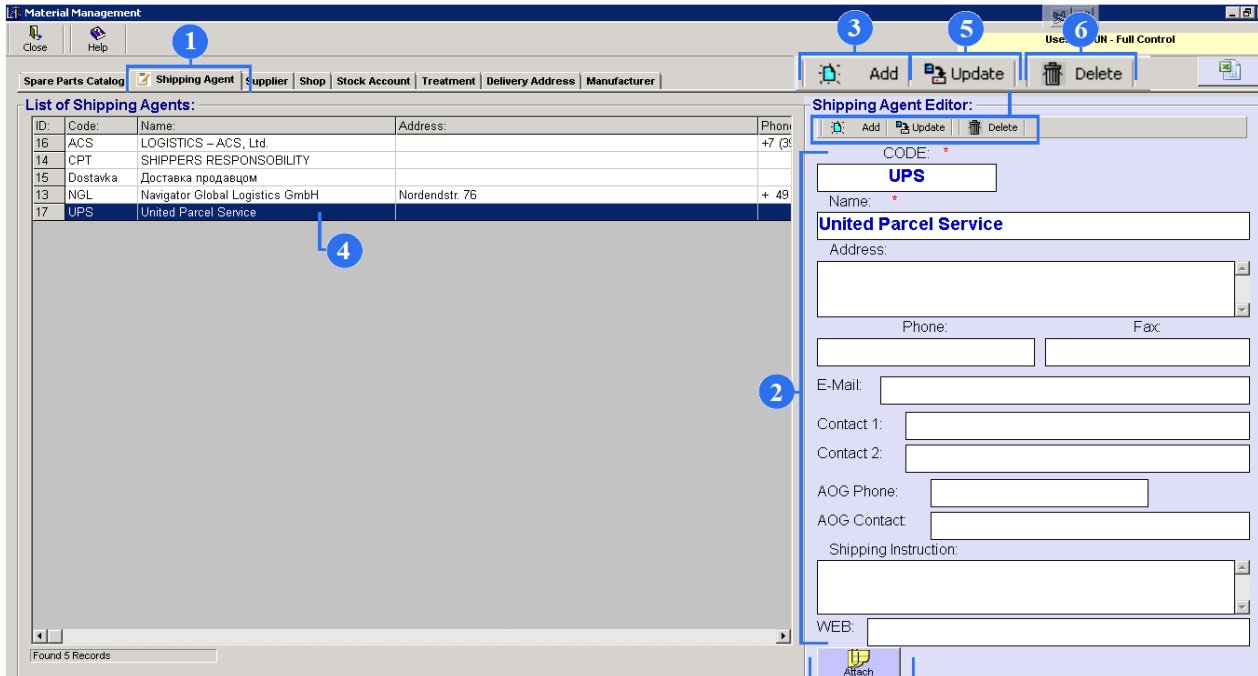 Material Management
Close Help
1
3
5
6
Full Control
Add Update Delete
Spare Parts Catalog Shipping Agent Supplier Shop Stock Account Treatment Delivery Address Manufacturer
List of Shipping Agents:
Shipping Agent Editor:
Add Update Delete
ID: Code: Name: Address:
16 ACS LOGISTICS – ACS, Ltd. +7
14 CPT SHIPPERS RESPONSOBILITY
15 Dostavka Доставка продавцом
13 NGL Navigator Global Logistics GmbH Nordendstr. 76 + 49
17 UPS United Parcel Service
4
CODE: *
UPS
Name: *
United Parcel Service
Address:
Phone: Fax:
2
E-Mail:
Contact 1:
Contact 2:
AOG Phone:
AOG Contact:
Shipping Instruction:
WEB:
Found 5 Records
Attach